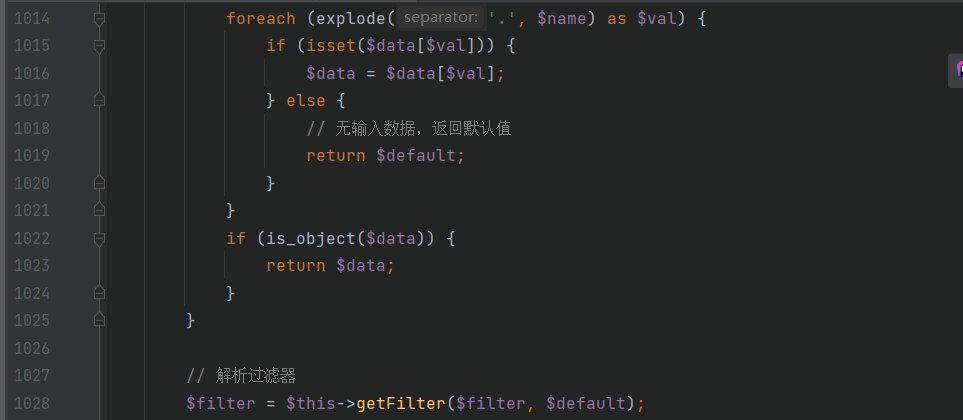 1014 foreach (explode( separator: '.', $name) as $val) {
1015 if (isset($data[$val])) {
1016 $data = $data[$val];
1017 } else {
1018 // 无输入数据，返回默认值
1019 return $default;
1020 }
1021 }
1022 if (is_object($data)) {
1023 return $data;
1024 }
1025 }
1026
1027 // 解析过滤器
1028 $filter = $this->getFilter($filter, $default);